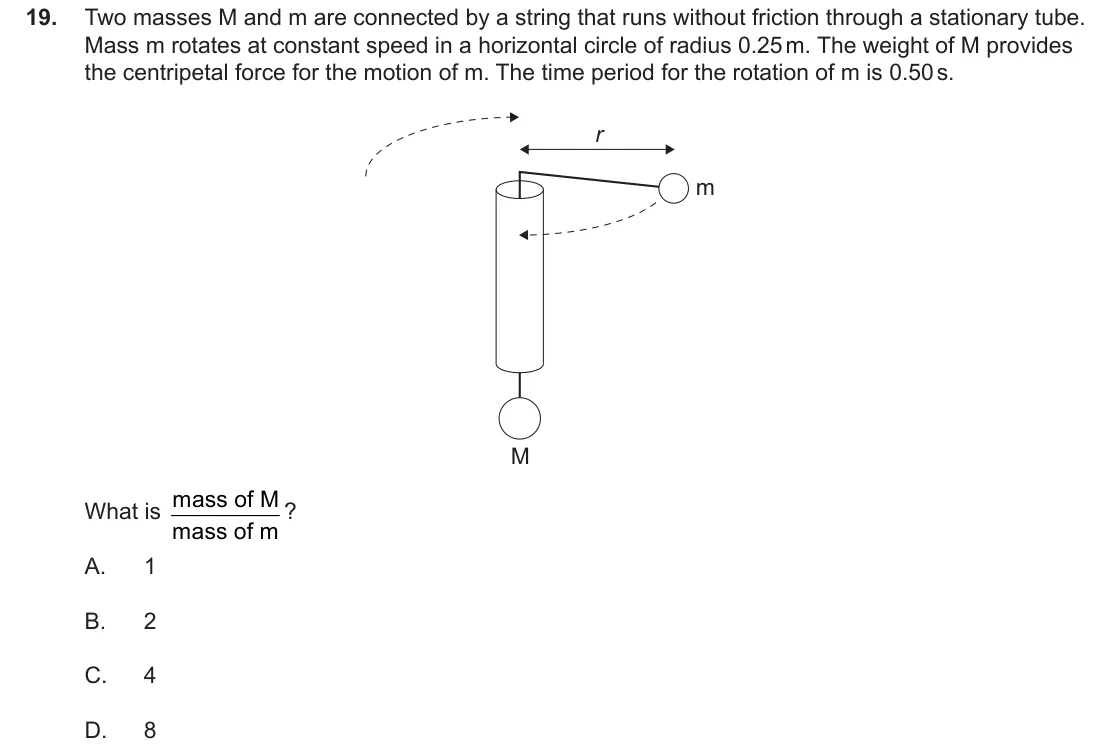 19. Two masses M and m are connected by a string that runs without friction through a stationary tube.
Mass m rotates at constant speed in a horizontal circle of radius 0.25 m. The weight of M provides
the centripetal force for the motion of m. The time period for the rotation of m is 0.50 s.
r
m
M
What is mass of M / mass of m ?
A. 1
B. 2
C. 4
D. 8